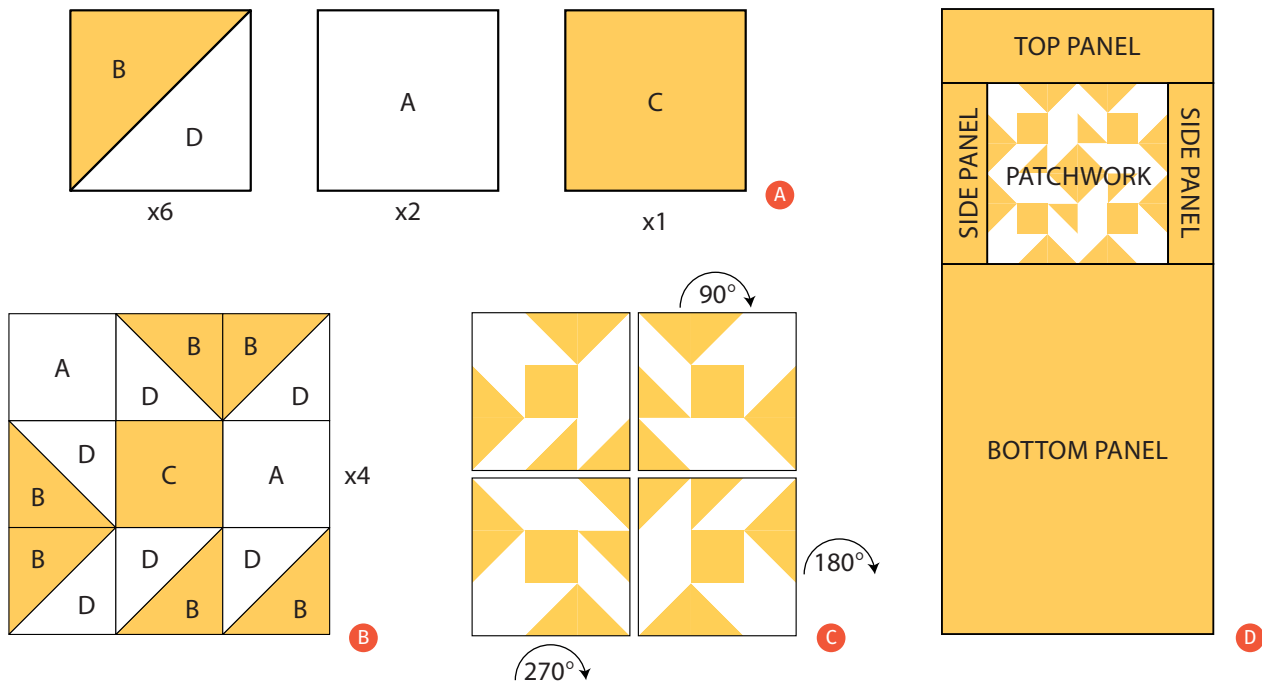 B
D
x6
A
x2
C
x1
A
A
D
B
B
D
B
D
C
A
x4
B
D
D
B
D
B
B
90°
180°
270°
C
TOP PANEL
SIDE PANEL
PATCHWORK
SIDE PANEL
BOTTOM PANEL
D